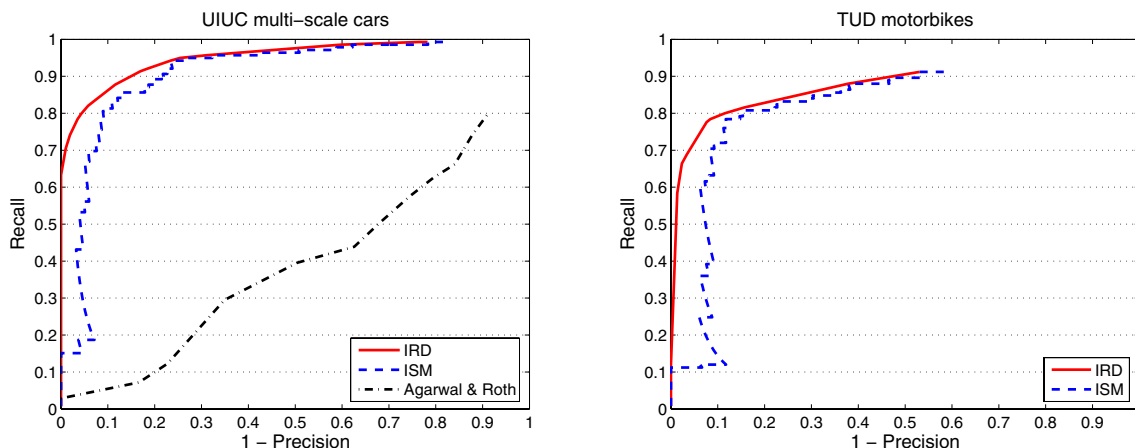 UIUC multi-scale cars
1
0.9
0.8
0.7
0.6
0.5
0.4
0.3
0.2
0.1
0
Recall
0 0.1 0.2 0.3 0.4 0.5 0.6 0.7 0.8 0.9 1
1 − Precision
IRD
ISM
Agarwal & Roth
TUD motorbikes
1
0.9
0.8
0.7
0.6
0.5
0.4
0.3
0.2
0.1
0
Recall
0 0.1 0.2 0.3 0.4 0.5 0.6 0.7 0.8 0.9
1 − Precision
IRD
ISM